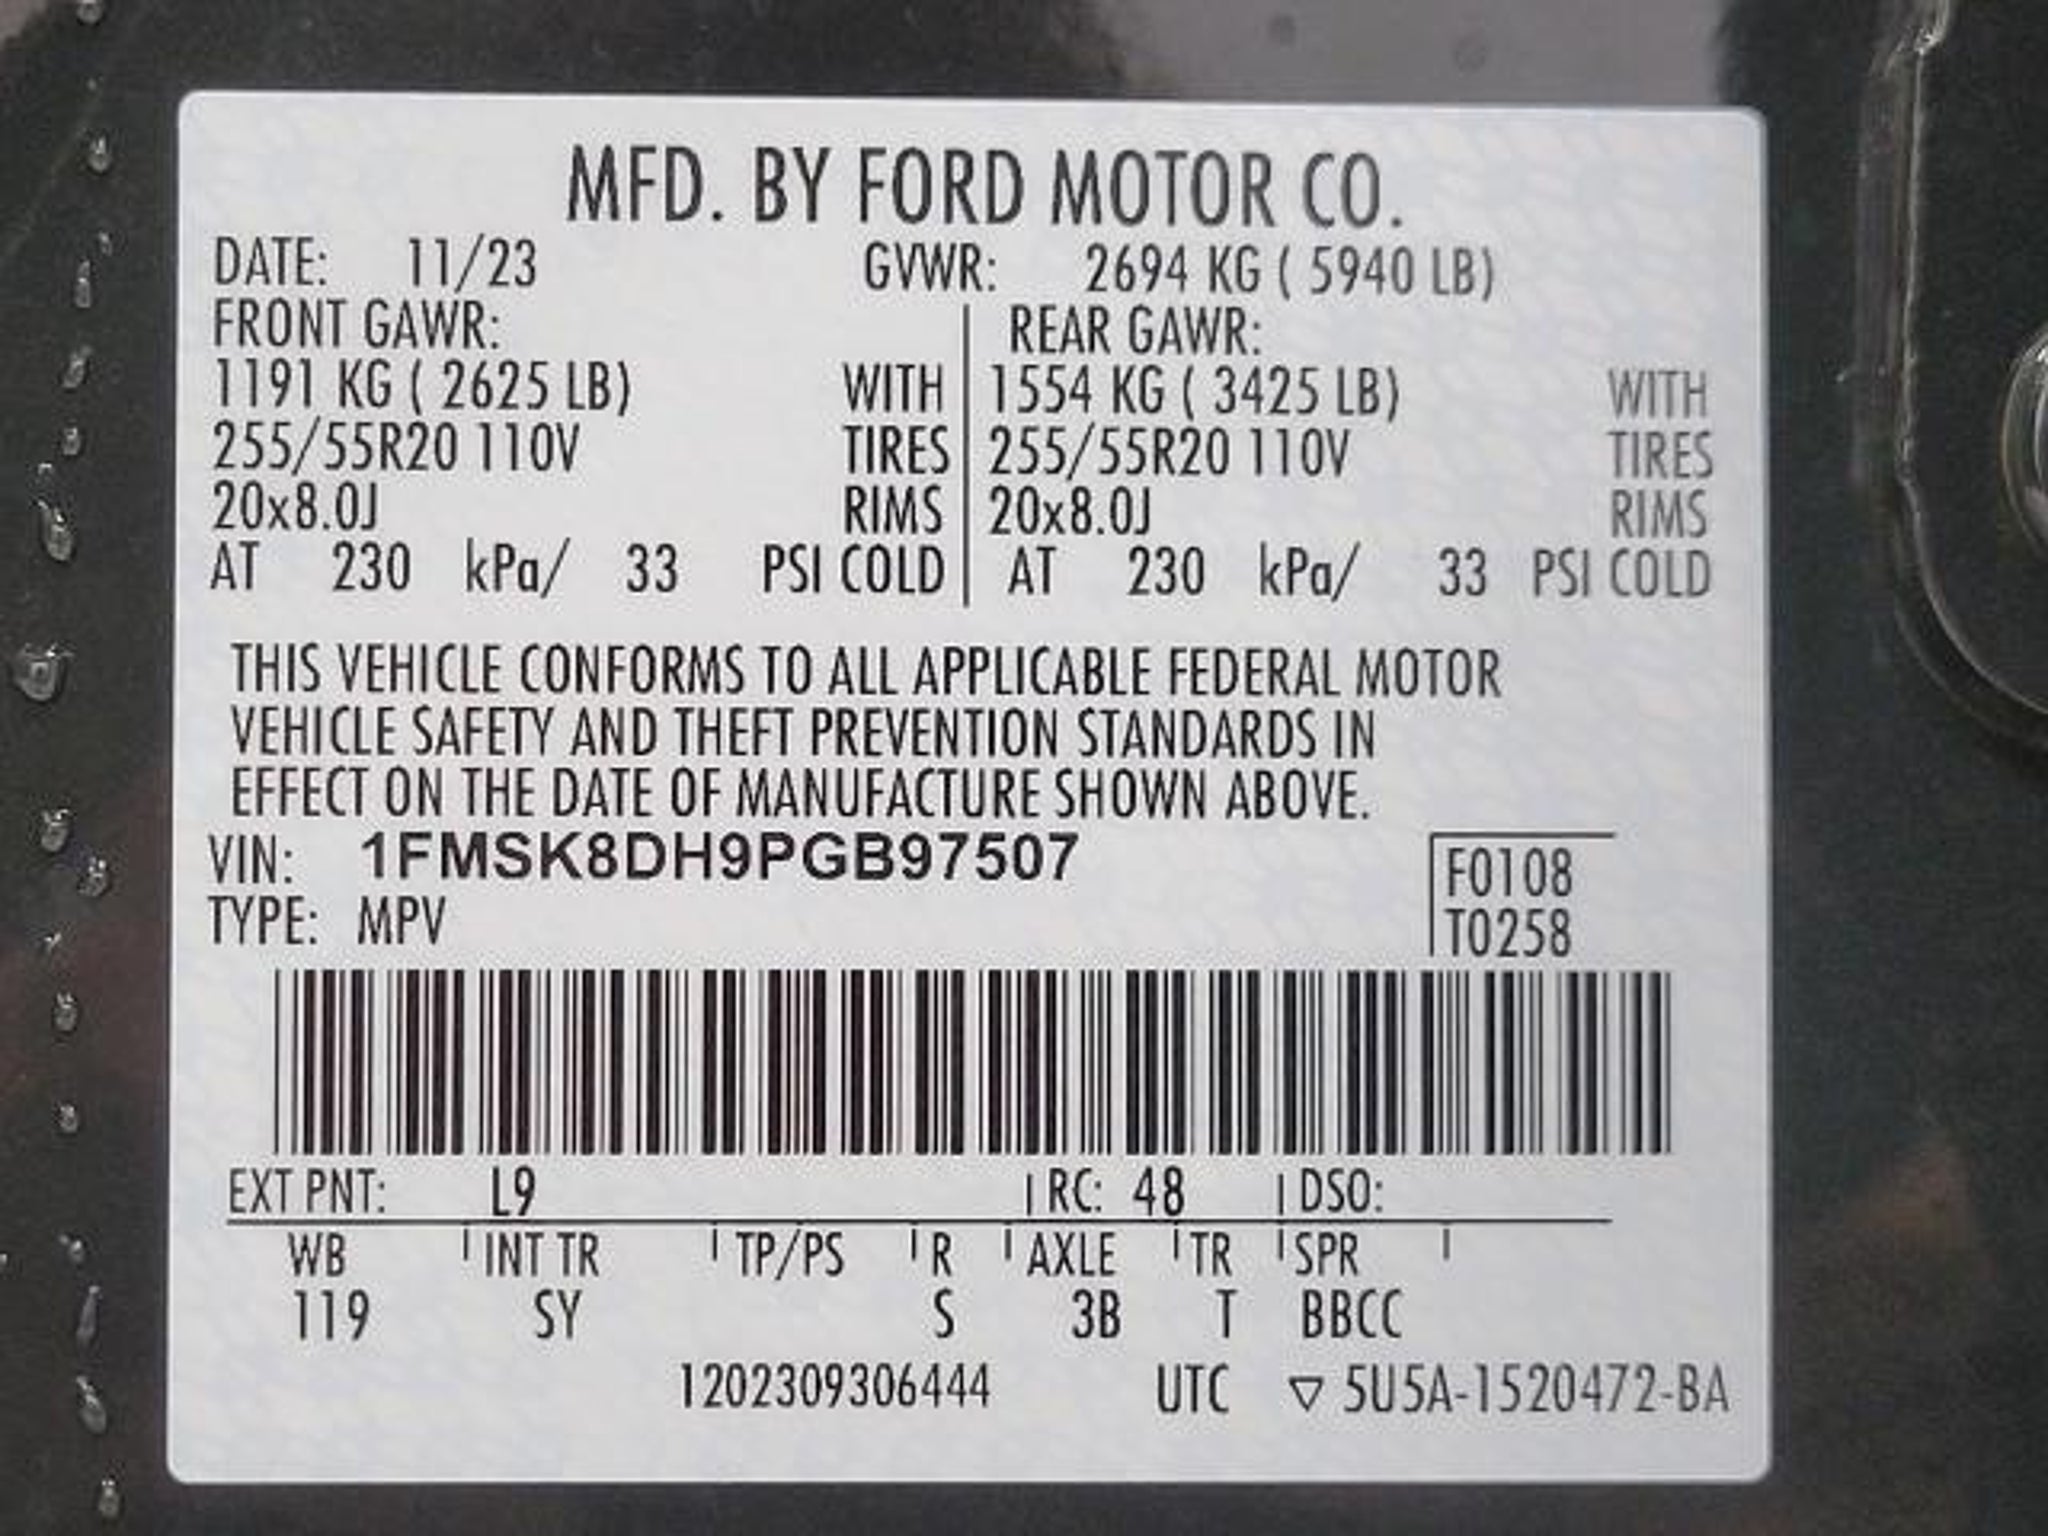 MFD. BY FORD MOTOR CO.
DATE: 11/23 GVWR: 2694 KG ( 5940 LB)
FRONT GAWR: REAR GAWR:
1191 KG ( 2625 LB) WITH 1554 KG ( 3425 LB) WITH
255/55R20 110V TIRES 255/55R20 110V TIRES
20x8.0J RIMS 20x8.0J RIMS
AT 230 kPa/ 33 PSI COLD AT 230 kPa/ 33 PSI COLD
THIS VEHICLE CONFORMS TO ALL APPLICABLE FEDERAL MOTOR
VEHICLE SAFETY AND THEFT PREVENTION STANDARDS IN
EFFECT ON THE DATE OF MANUFACTURE SHOWN ABOVE.
VIN: 1FMSK8DH9PGB97507 F0108
TYPE: MPV T0258
EXT PNT: L9 RC: 48 DSO:
WB INT TR TP/PS R AXLE TR SPR
119 SY S 3B T BBCC
1202309306444 UTC ▽ 5U5A-1520472-BA